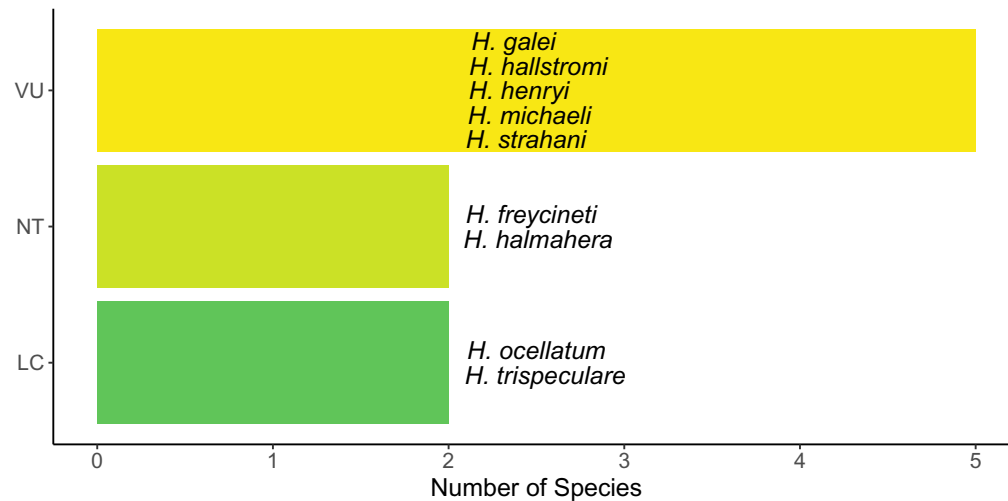 VU
H. galei
H. hallstromi
H. henryi
H. michaeli
H. strahani
NT
H. freycineti
H. halmahera
LC
H. ocellatum
H. trispeculare
0 1 2 3 4 5
Number of Species